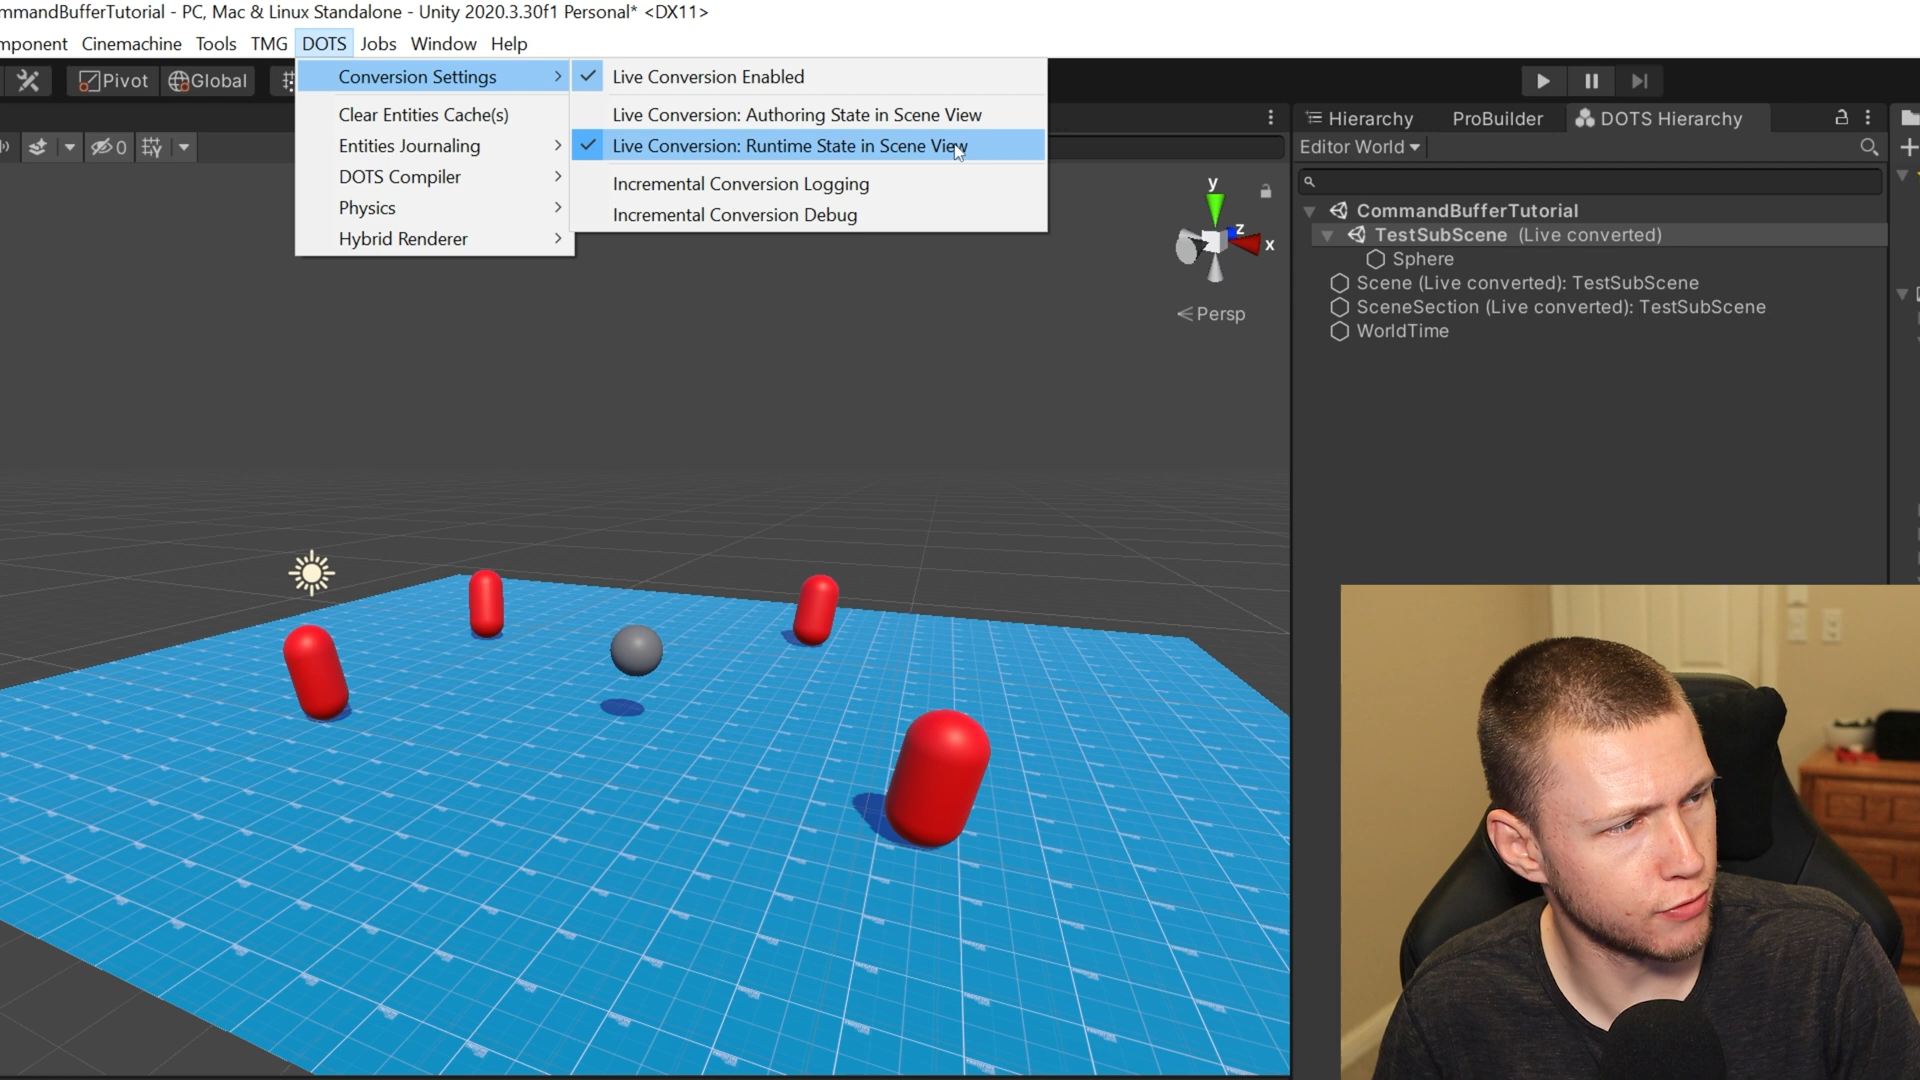 mmandBufferTutorial - PC, Mac & Linux Standalone - Unity 2020.3.30f1 Personal* <DX11>
mponent Cinemachine Tools TMG DOTS Jobs Window Help
Pivot Global
Conversion Settings
Clear Entities Cache(s)
Entities Journaling
DOTS Compiler
Physics
Hybrid Renderer
Live Conversion Enabled
Live Conversion: Authoring State in Scene View
Live Conversion: Runtime State in Scene View
Incremental Conversion Logging
Incremental Conversion Debug
0
y
z
x
Persp
Hierarchy ProBuilder DOTS Hierarchy
Editor World
CommandBufferTutorial
TestSubScene (Live converted)
Sphere
Scene (Live converted): TestSubScene
SceneSection (Live converted): TestSubScene
WorldTime